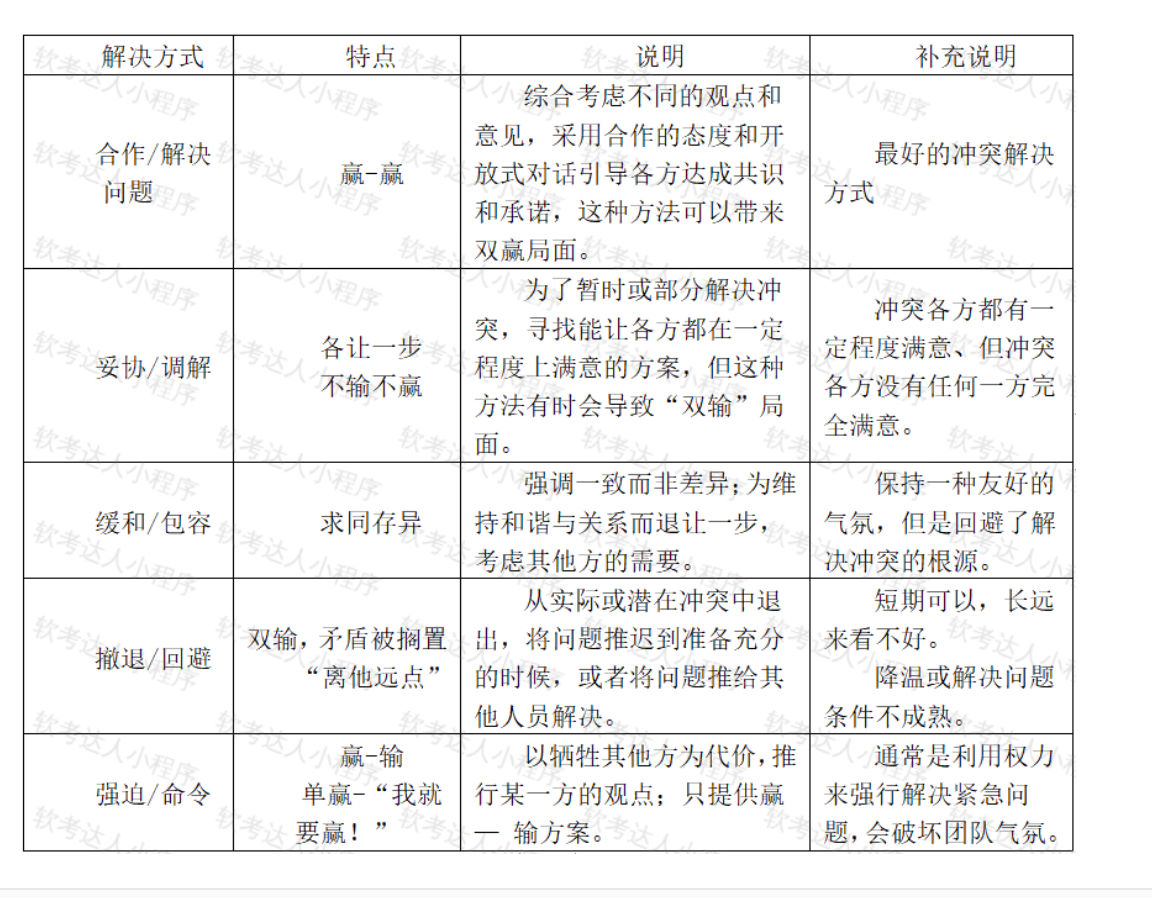 解决方式 特点 说明 补充说明
合作/解决
问题
赢-赢
综合考虑不同的观点和
意见，采用合作的态度和开
放式对话引导各方达成共识
和承诺，这种方法可以带来
双赢局面。
最好的冲突解决
方式
妥协/调解
各让一步
不输不赢
为了暂时或部分解决冲
突，寻找能让各方都在一定
程度上满意的方案，但这种
方法有时会导致“双输”局
面。
冲突各方都有一
定程度满意、但冲突
各方没有任何一方完
全满意。
缓和/包容
求同存异
强调一致而非差异；为维
持和谐与关系而退让一步，
考虑其他方的需要。
保持一种友好的
气氛，但是回避了解
决冲突的根源。
撤退/回避
双输，矛盾被搁置
“离他远点”
从实际或潜在冲突中退
出，将问题推迟到准备充分
的时候，或者将问题推给其
他人员解决。
短期可以，长远
来看不好。
降温或解决问题
条件不成熟。
强迫/命令
赢-输
单赢-“我就
要赢！”
以牺牲其他方为代价，推
行某一方的观点；只提供赢
— 输方案。
通常是利用权力
来强行解决紧急问
题，会破坏团队气氛。
软考达人小程序